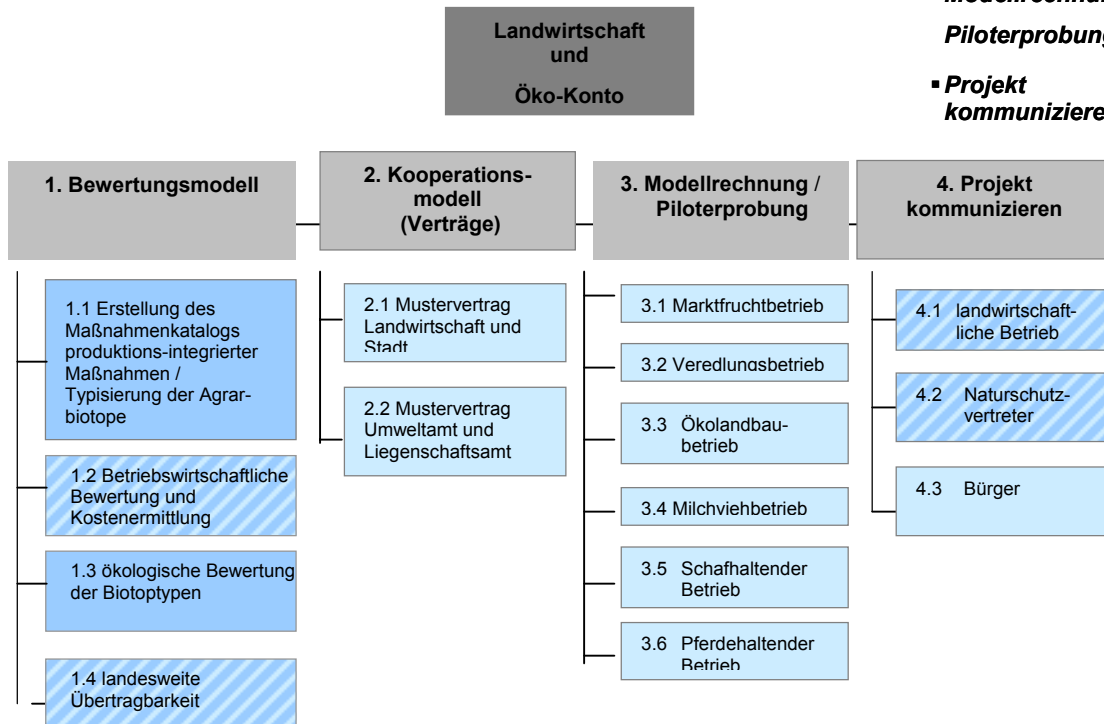 Landwirtschaft
und
Öko-Konto
Piloterprobung
▪ Projekt
1. Bewertungsmodell
2. Kooperations-
modell
(Verträge)
3. Modellrechnung /
Piloterprobung
4. Projekt
kommunizieren
1.1 Erstellung des
Maßnahmenkatalogs
produktions-integrierter
Maßnahmen /
Typisierung der Agrar-
biotope
1.2 Betriebswirtschaftliche
Bewertung und
Kostenermittlung
1.3 ökologische Bewertung
der Biotoptypen
1.4 landesweite
Übertragbarkeit
2.1 Mustervertrag
Landwirtschaft und
Stadt
2.2 Mustervertrag
Umweltamt und
Liegenschaftsamt
3.1 Marktfruchtbetrieb
3.2 Veredlungsbetrieb
3.3 Ökolandbau-
betrieb
3.4 Milchviehbetrieb
3.5 Schafhaltender
Betrieb
3.6 Pferdehaltender
Betrieb
4.1 landwirtschaft-
liche Betrieb
4.2 Naturschutz-
vertreter
4.3 Bürger